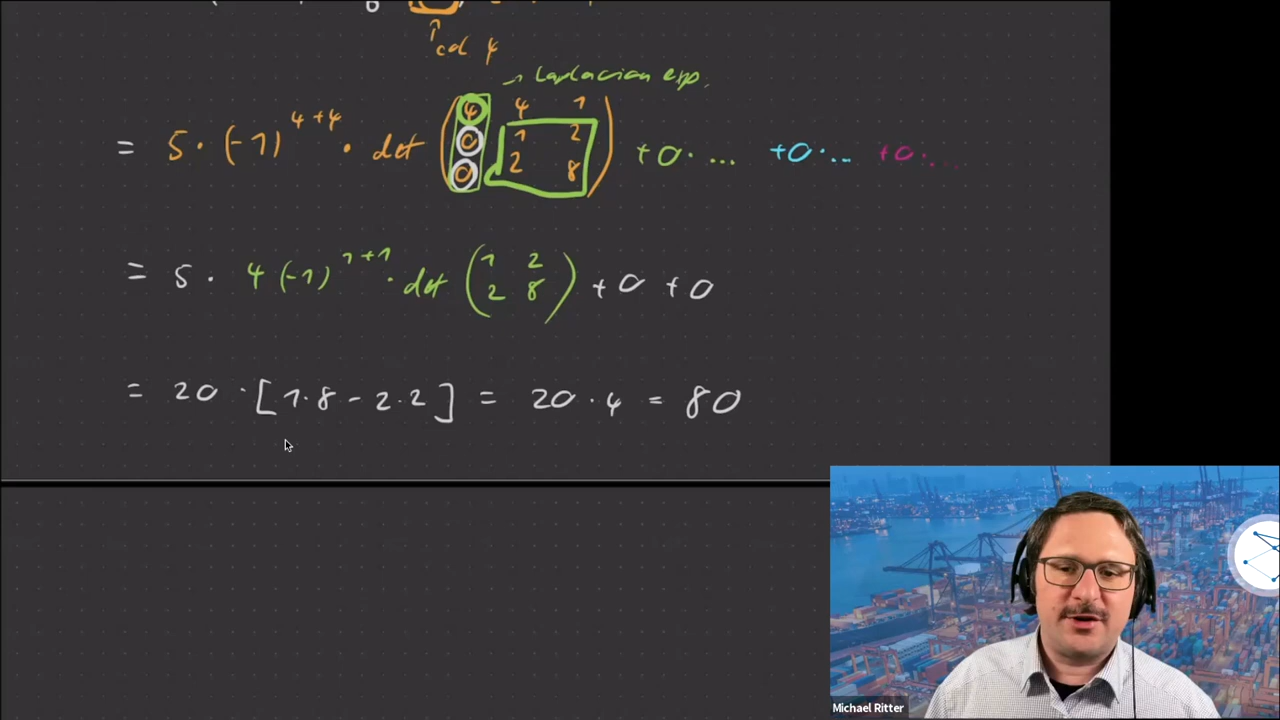 ↑ col 4
→ Laplacian exp.
= 5 · (-1)^{4+4} · det ( 4 4 1
0 1 2
0 2 8 ) +0· ... +0· ... +0· ...
= 5 · 4 (-1)^{1+1} · det ( 1 2
2 8 ) + 0 + 0
= 20 · [1·8 - 2·2] = 20 · 4 = 80
Michael Ritter